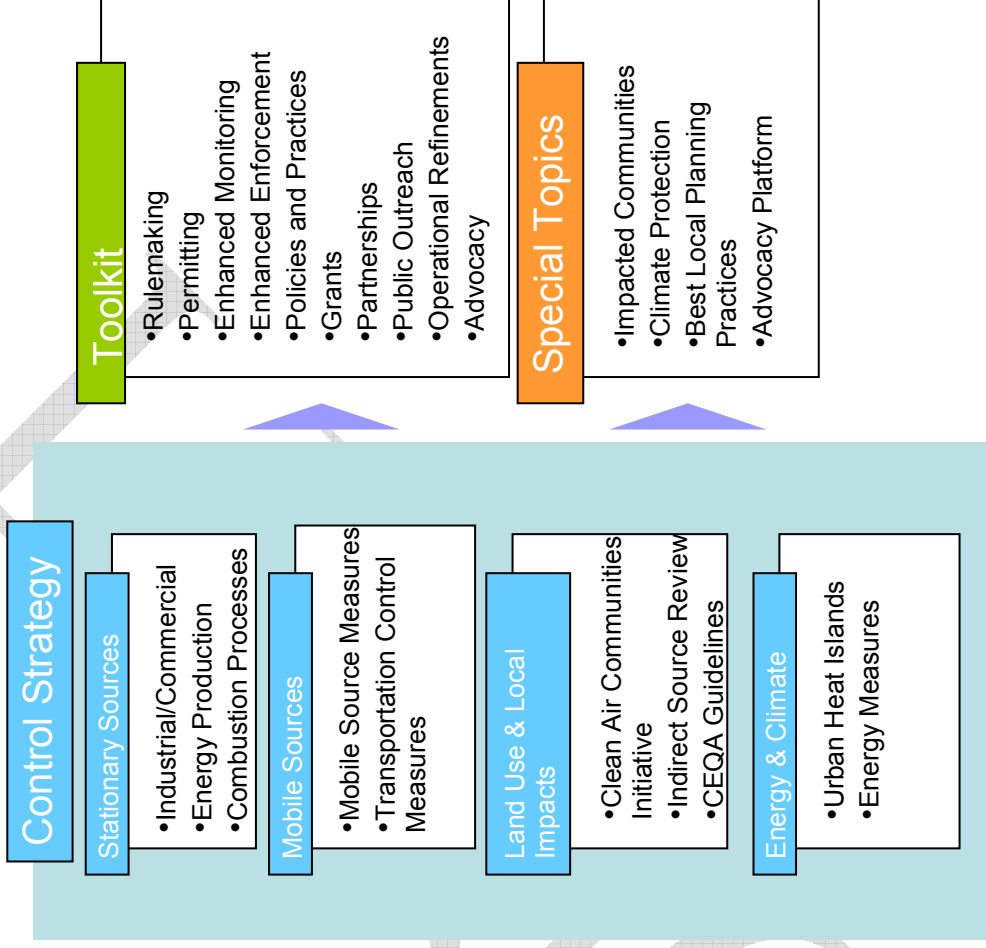 Control Strategy
Stationary Sources
•Industrial/Commercial
•Energy Production
•Combustion Processes
Mobile Sources
•Mobile Source Measures
•Transportation Control
Measures
Land Use & Local
Impacts
•Clean Air Communities
Initiative
•Indirect Source Review
•CEQA Guidelines
Energy & Climate
•Urban Heat Islands
•Energy Measures
Toolkit
•Rulemaking
•Permitting
•Enhanced Monitoring
•Enhanced Enforcement
•Policies and Practices
•Grants
•Partnerships
•Public Outreach
•Operational Refinements
•Advocacy
Special Topics
•Impacted Communities
•Climate Protection
•Best Local Planning
Practices
•Advocacy Platform